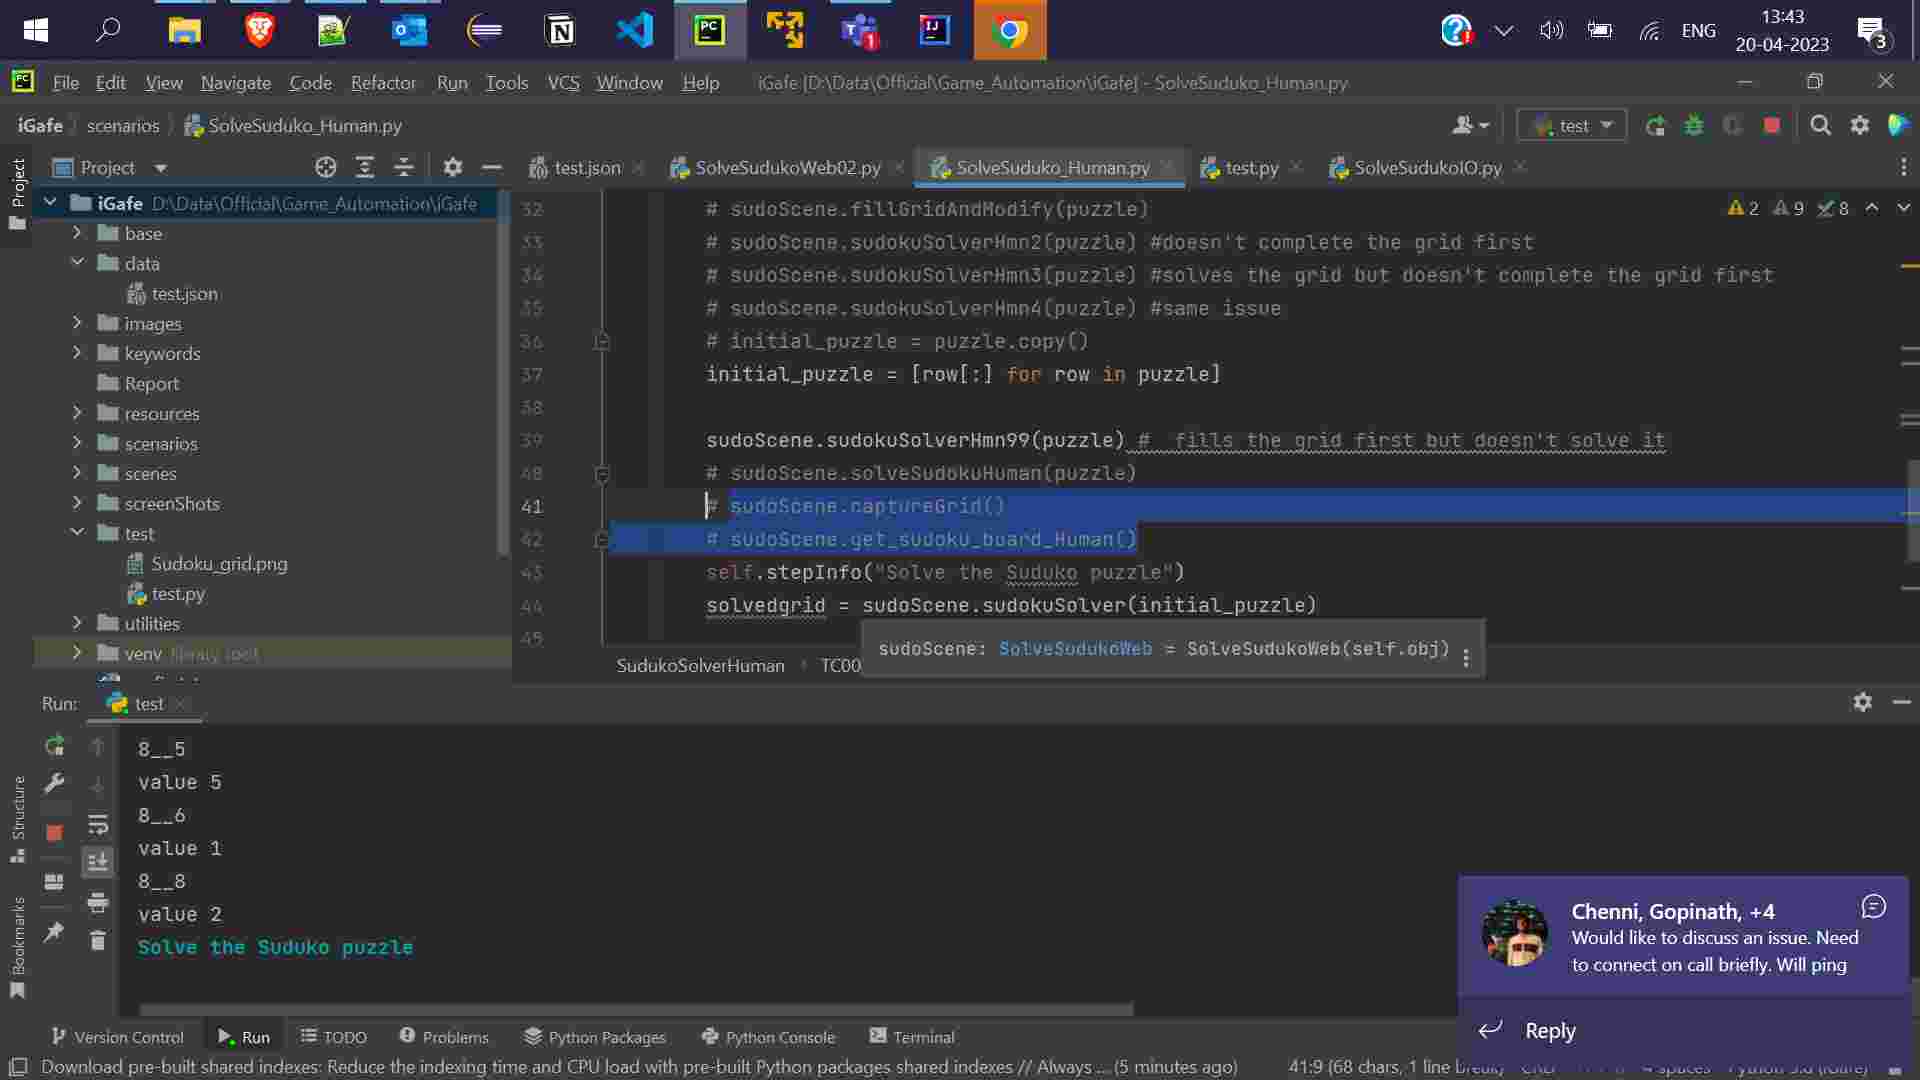 ENG
13:43
20-04-2023
3
1
PC
IJ
PC
File Edit View Navigate Code Refactor Run Tools VCS Window Help
iGafe [D:\Data\Official\Game_Automation\iGafe] - SolveSuduko_Human.py
iGafe scenarios SolveSuduko_Human.py
test
Project
test.json
SolveSudukoWeb02.py
SolveSuduko_Human.py
test.py
SolveSudukoIO.py
Project
iGafe D:\Data\Official\Game_Automation\iGafe
base
data
test.json
images
keywords
Report
resources
scenarios
scenes
screenShots
test
Sudoku_grid.png
test.py
utilities
venv library root
2 9 8
32 # sudoScene.fillGridAndModify(puzzle)
33 # sudoScene.sudokuSolverHmn2(puzzle) #doesn't complete the grid first
34 # sudoScene.sudokuSolverHmn3(puzzle) #solves the grid but doesn't complete the grid first
35 # sudoScene.sudokuSolverHmn4(puzzle) #same issue
36 # initial_puzzle = puzzle.copy()
37 initial_puzzle = [row[:] for row in puzzle]
38
39 sudoScene.sudokuSolverHmn99(puzzle) # fills the grid first but doesn't solve it
40 # sudoScene.solveSudokuHuman(puzzle)
41 # sudoScene.captureGrid()
42 # sudoScene.get_sudoku_board_Human()
43 self.stepInfo("Solve the Suduko puzzle")
44 solvedgrid = sudoScene.sudokuSolver(initial_puzzle)
45
sudoScene: SolveSudukoWeb = SolveSudukoWeb(self.obj)
SudukoSolverHuman TC00
Run: test
8__5
value 5
8__6
value 1
8__8
value 2
Solve the Suduko puzzle
Structure
Bookmarks
Chenni, Gopinath, +4
Would like to discuss an issue. Need
to connect on call briefly. Will ping
Reply
Version Control Run TODO Problems Python Packages Python Console Terminal
Download pre-built shared indexes: Reduce the indexing time and CPU load with pre-built Python packages shared indexes // Always ... (5 minutes ago)
41:9 (68 chars, 1 line break)